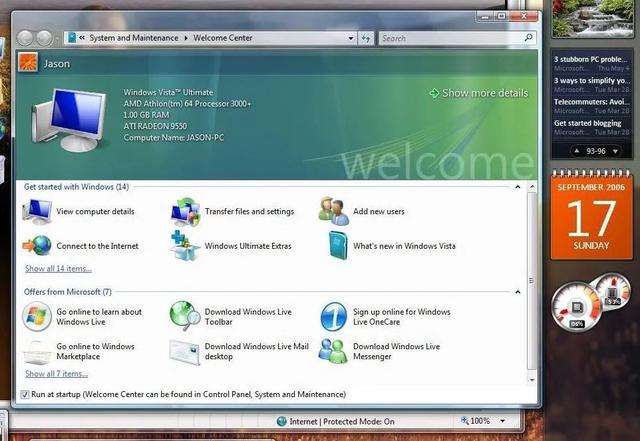 « System and Maintenance ▸ Welcome Center
Search
Jason
Windows Vista™ Ultimate
AMD Athlon(tm) 64 Processor 3000+
1.00 GB RAM
ATI RADEON 9550
Computer Name: JASON-PC
Show more details
welcome
Get started with Windows (14)
View computer details
Transfer files and settings
Add new users
Connect to the Internet
Windows Ultimate Extras
What's new in Windows Vista
Show all 14 items...
Offers from Microsoft (7)
Go online to learn about
Windows Live
Download Windows Live
Toolbar
Sign up online for Windows
Live OneCare
Go online to Windows
Marketplace
Download Windows Live Mail
desktop
Download Windows Live
Messenger
Show all 7 items...
Run at startup (Welcome Center can be found in Control Panel, System and Maintenance)
Internet | Protected Mode: On
100%
3 stubborn PC proble...
Microsoft... Thu May 4
3 ways to simplify yo...
Microsoft... Tue Mar 28
Telecommuters: Avoi...
Microsoft... Tue Mar 28
Get started blogging
Microsoft... Tue Mar 28
93-96
SEPTEMBER 2006
17
SUNDAY